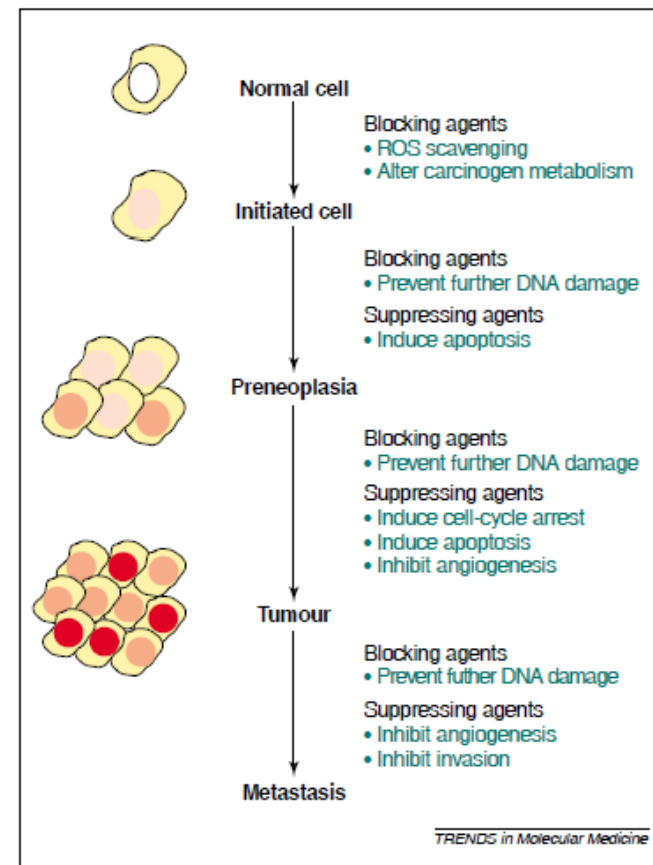 Normal cell
Blocking agents
• ROS scavenging
• Alter carcinogen metabolism
Initiated cell
Blocking agents
• Prevent further DNA damage
Suppressing agents
• Induce apoptosis
Preneoplasia
Blocking agents
• Prevent further DNA damage
Suppressing agents
• Induce cell-cycle arrest
• Induce apoptosis
• Inhibit angiogenesis
Tumour
Blocking agents
• Prevent futher DNA damage
Suppressing agents
• Inhibit angiogenesis
• Inhibit invasion
Metastasis
TRENDS in Molecular Medicine